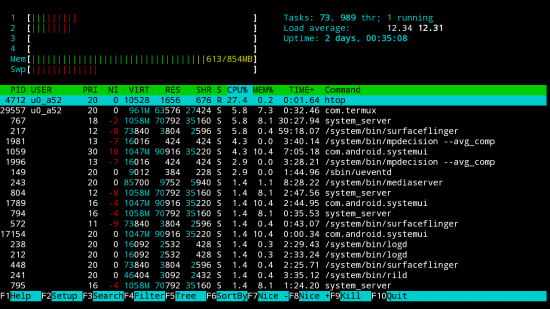 1 [||||||||| ] Tasks: 73, 989 thr; 1 running
2 [||||||||| ] Load average: 12.34 12.31
3 [ ] Uptime: 2 days, 00:35:08
4 [ ]
Mem[||||||||||||||||||||||||||||||||||||613/854MB]
Swp[|||||||||||||| ]
PID USER PRI NI VIRT RES SHR S CPU% MEM% TIME+ Command
4712 u0_a52 20 0 10528 1656 676 R 27.4 0.2 0:01.64 htop
29557 u0_a52 20 0 961M 63576 27424 S 5.8 7.3 0:32.46 com.termux
767 18 -2 1058M 70792 35160 S 5.8 8.1 30:27.94 system_server
217 12 -8 73840 3804 2596 S 5.8 0.4 59:18.07 /system/bin/surfaceflinger
1981 13 -7 16016 424 424 S 4.3 0.0 3:40.14 /system/bin/mpdecision --avg_comp
1059 30 10 1047M 90916 35220 S 4.3 10.4 7:05.18 com.android.systemui
1996 13 -7 16016 424 424 S 2.9 0.0 3:28.21 /system/bin/mpdecision --avg_comp
149 20 0 9012 384 228 S 2.9 0.0 1:44.96 /sbin/ueventd
243 20 0 85700 9752 5940 S 1.4 1.1 8:28.22 /system/bin/mediaserver
804 12 -8 1058M 70792 35160 S 1.4 8.1 2:47.56 system_server
1789 16 -4 1047M 90916 35220 S 1.4 10.4 2:44.95 com.android.systemui
794 16 -4 1058M 70792 35160 S 1.4 8.1 0:35.53 system_server
572 11 -9 73840 3804 2596 S 1.4 0.4 0:43.07 /system/bin/surfaceflinger
17154 20 0 1047M 90916 35220 S 1.4 10.4 0:00.34 com.android.systemui
238 20 0 16092 2532 428 S 1.4 0.3 2:29.43 /system/bin/logd
212 20 0 16092 2532 428 S 1.4 0.3 2:33.24 /system/bin/logd
448 20 0 73840 3804 2596 S 1.4 0.4 2:25.71 /system/bin/surfaceflinger
241 20 0 46404 3092 2432 S 1.4 0.4 3:35.12 /system/bin/rild
795 16 -4 1058M 70792 35160 S 1.4 8.1 1:24.20 system_server
F1Help F2Setup F3SearchF4FilterF5Tree F6SortByF7Nice -F8Nice +F9Kill F10Quit